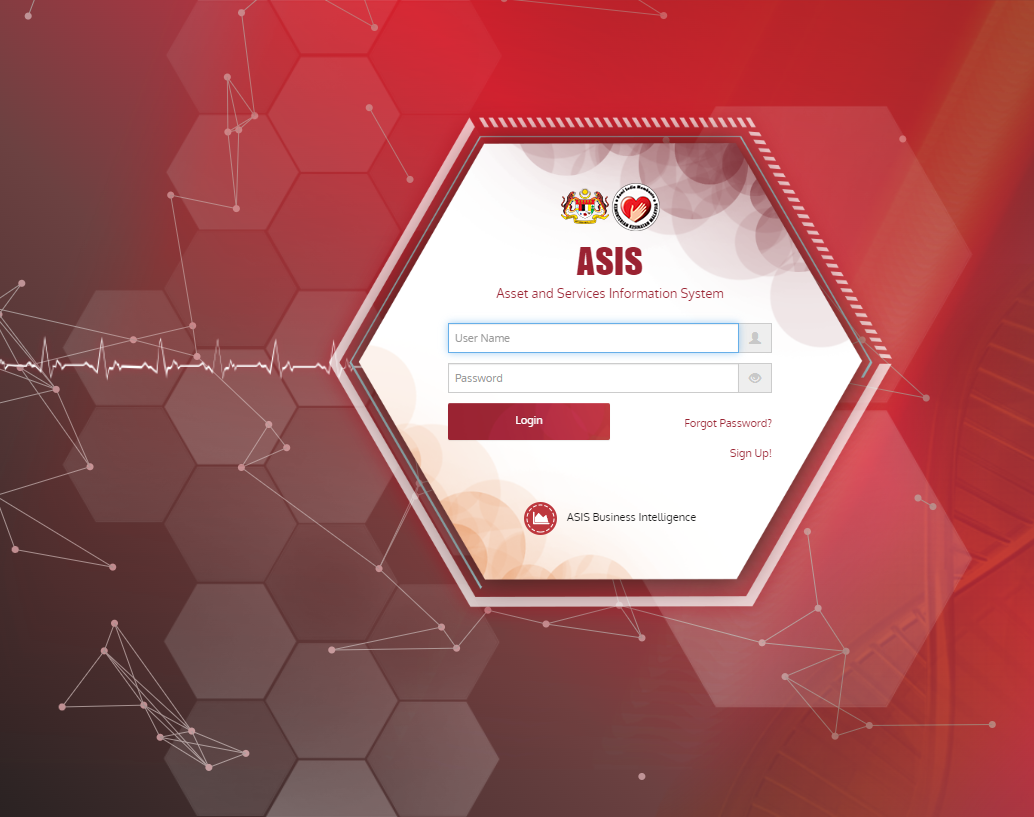 ASIS
Asset and Services Information System
User Name
Password
Login
Forgot Password?
Sign Up!
ASIS Business Intelligence